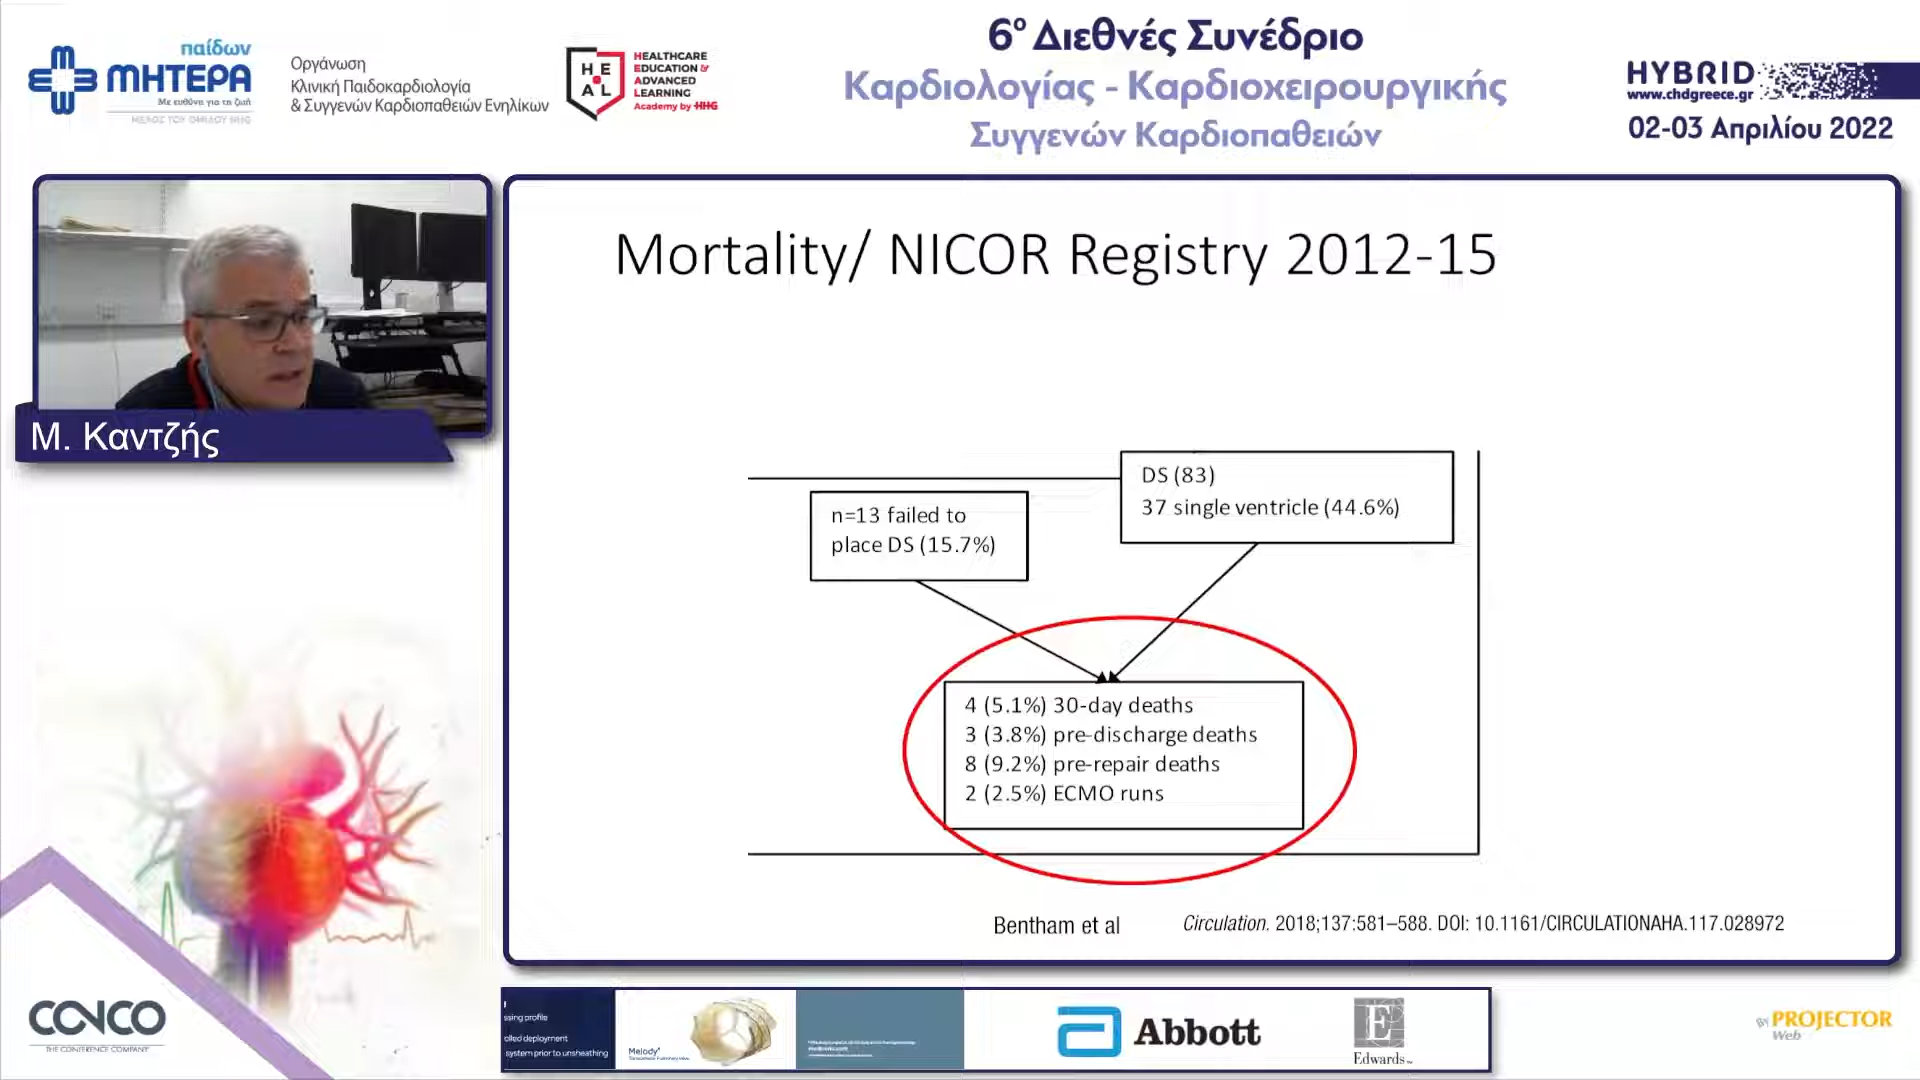 παίδων
ΜΗΤΕΡΑ
Με ευθύνη για τη ζωή
ΜΕΛΟΣ ΤΟΥ ΟΜΙΛΟΥ HHG
Οργάνωση
Κλινική Παιδοκαρδιολογία
& Συγγενών Καρδιοπαθειών Ενηλίκων
HE
AL
HEALTHCARE
EDUCATION &
ADVANCED
LEARNING
Academy by HHG
6ο Διεθνές Συνέδριο
Καρδιολογίας - Καρδιοχειρουργικής
Συγγενών Καρδιοπαθειών
HYBRID
www.chdgreece.gr
02-03 Απριλίου 2022
Μ. Καντζής
Mortality/ NICOR Registry 2012-15
DS (83)
37 single ventricle (44.6%)
n=13 failed to
place DS (15.7%)
4 (5.1%) 30-day deaths
3 (3.8%) pre-discharge deaths
8 (9.2%) pre-repair deaths
2 (2.5%) ECMO runs
Bentham et al
Circulation. 2018;137:581–588. DOI: 10.1161/CIRCULATIONAHA.117.028972
CONCO
THE CONFERENCE COMPANY
ssing profile
olled deployment
system prior to unsheathing
Melody
Abbott
E
Edwards
BY PROJECTOR
Web